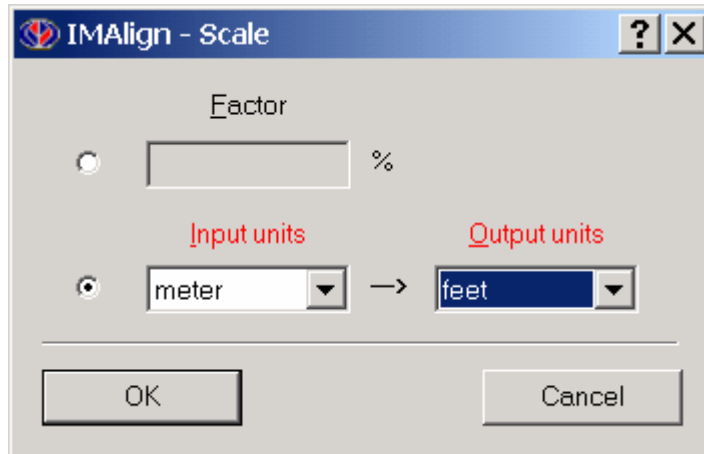 IMAlign - Scale
Factor
%
Input units Output units
meter —> feet
OK Cancel